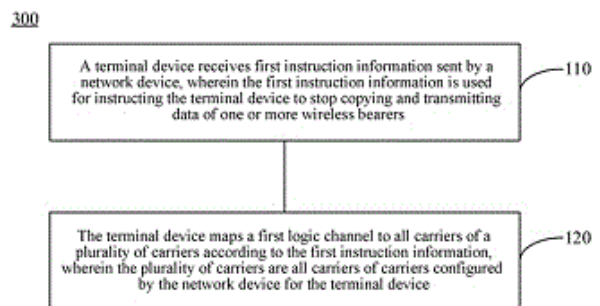 300
A terminal device receives first instruction information sent by a
network device, wherein the first instruction information is used
for instructing the terminal device to stop copying and transmitting
data of one or more wireless bearers
110
The terminal device maps a first logic channel to all carriers of a
plurality of carriers according to the first instruction information,
wherein the plurality of carriers are all carriers of carriers configured
by the network device for the terminal device
120